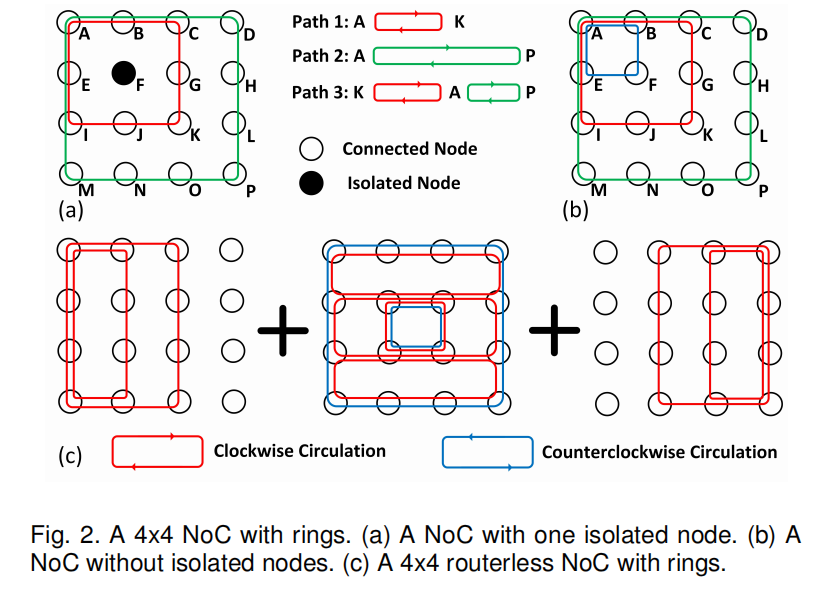 A B C D
E F G H
I J K L
M N O P
(a)
Path 1: A K
Path 2: A P
Path 3: K A P
Connected Node
Isolated Node
A B C D
E F G H
I J K L
M N O P
(b)
(c) Clockwise Circulation Counterclockwise Circulation
Fig. 2. A 4x4 NoC with rings. (a) A NoC with one isolated node. (b) A
NoC without isolated nodes. (c) A 4x4 routerless NoC with rings.